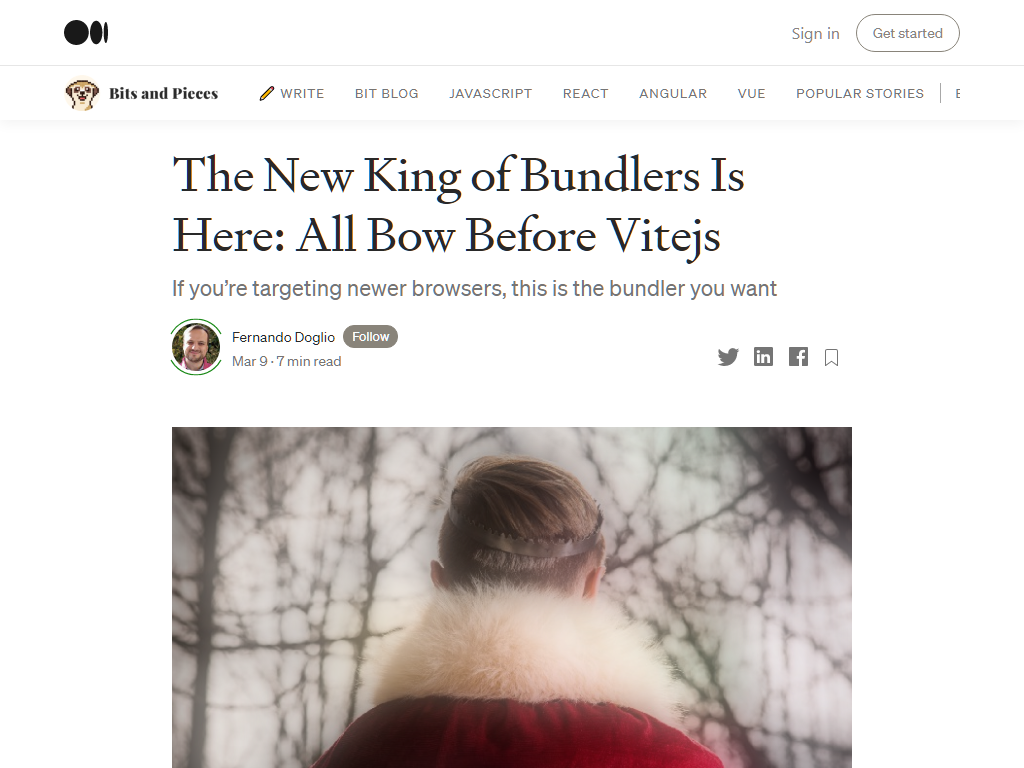 Sign in
Get started
Bits and Pieces
WRITE
BIT BLOG
JAVASCRIPT
REACT
ANGULAR
VUE
POPULAR STORIES
The New King of Bundlers Is
Here: All Bow Before Vitejs
If you’re targeting newer browsers, this is the bundler you want
Fernando Doglio
Follow
Mar 9 · 7 min read